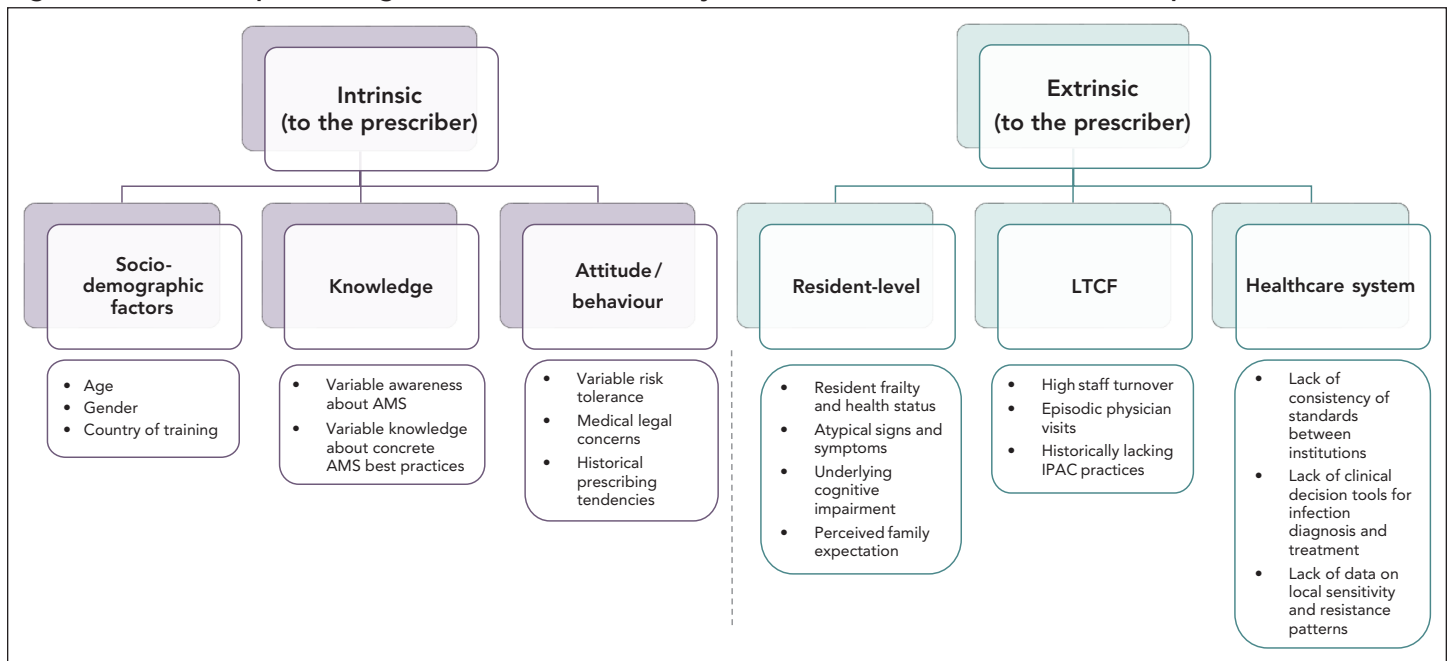 Intrinsic
(to the prescriber)
Extrinsic
(to the prescriber)
Socio-
demographic
factors
Knowledge
Attitude/
behaviour
Resident-level
LTCF
Healthcare system
• Age
• Gender
• Country of training
• Variable awareness
about AMS
• Variable knowledge
about concrete
AMS best practices
• Variable risk
tolerance
• Medical legal
concerns
• Historical
prescribing
tendencies
• Resident frailty
and health status
• Atypical signs and
symptoms
• Underlying
cognitive
impairment
• Perceived family
expectation
• High staff turnover
• Episodic physician
visits
• Historically lacking
IPAC practices
• Lack of
consistency of
standards
between
institutions
• Lack of clinical
decision tools for
infection
diagnosis and
treatment
• Lack of data on
local sensitivity
and resistance
patterns